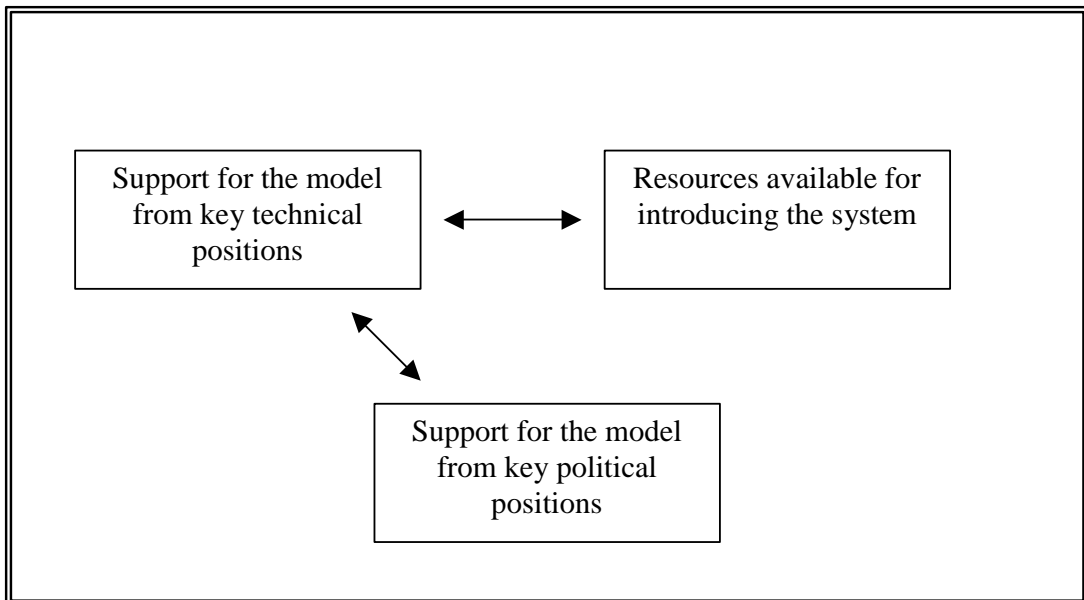 Support for the model
from key technical
positions
Resources available for
introducing the system
Support for the model
from key political
positions